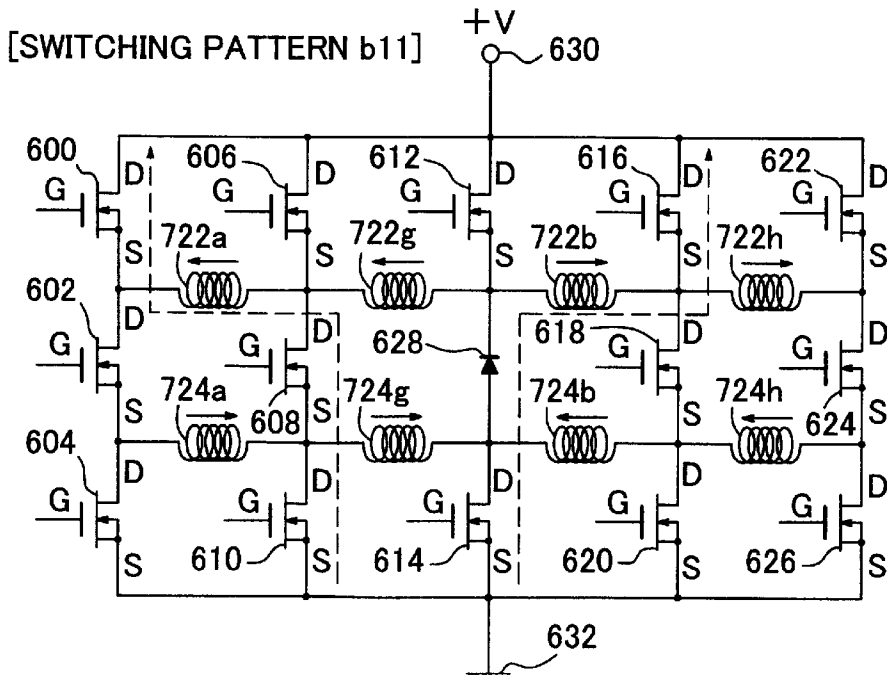 +V
[SWITCHING PATTERN b11]
630
600
606
612
616
622
D
D
D
D
D
G
G
G
G
G
S
S
S
S
S
722a
722g
722b
722h
602
D
D
628
618
D
D
G
G
G
G
S
S
S
S
724a
608
724g
724b
724h
624
604
D
D
D
D
D
G
G
G
G
G
S
S
S
S
S
610
614
620
626
632